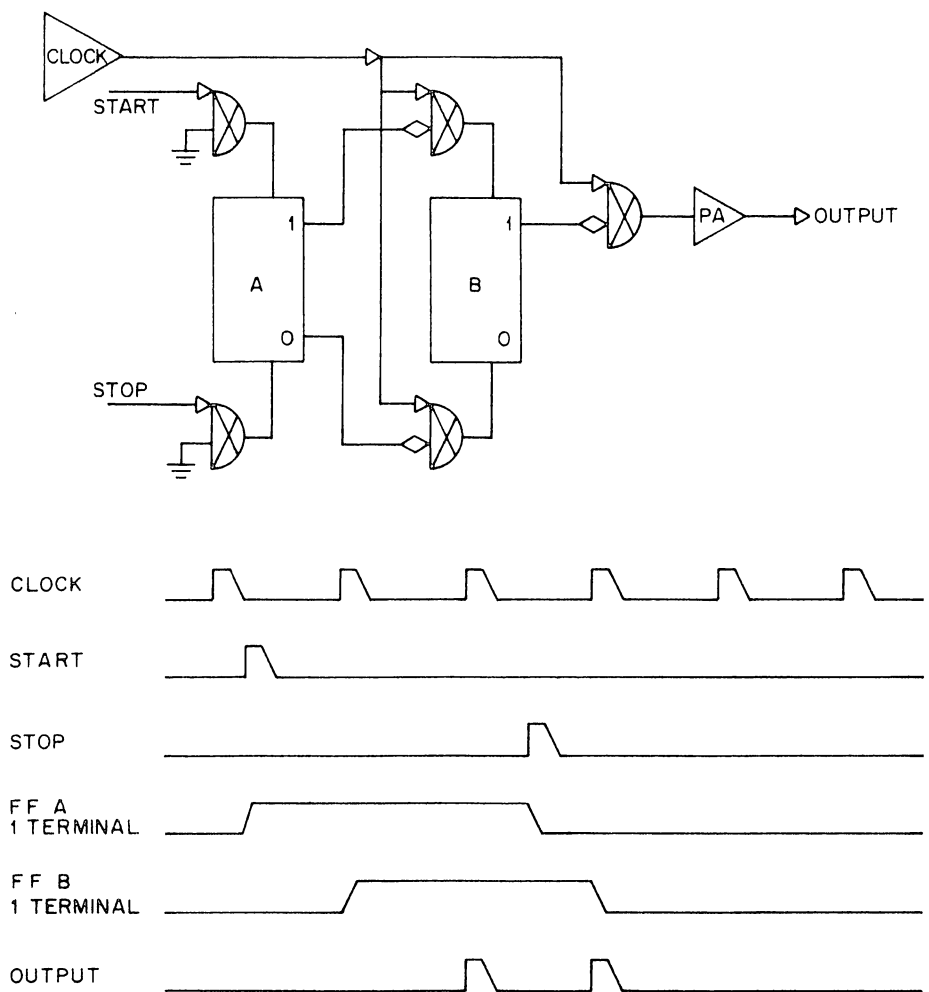 CLOCK
START
1
A
0
1
B
0
PA
OUTPUT
STOP
CLOCK
START
STOP
FF A
1 TERMINAL
FF B
1 TERMINAL
OUTPUT